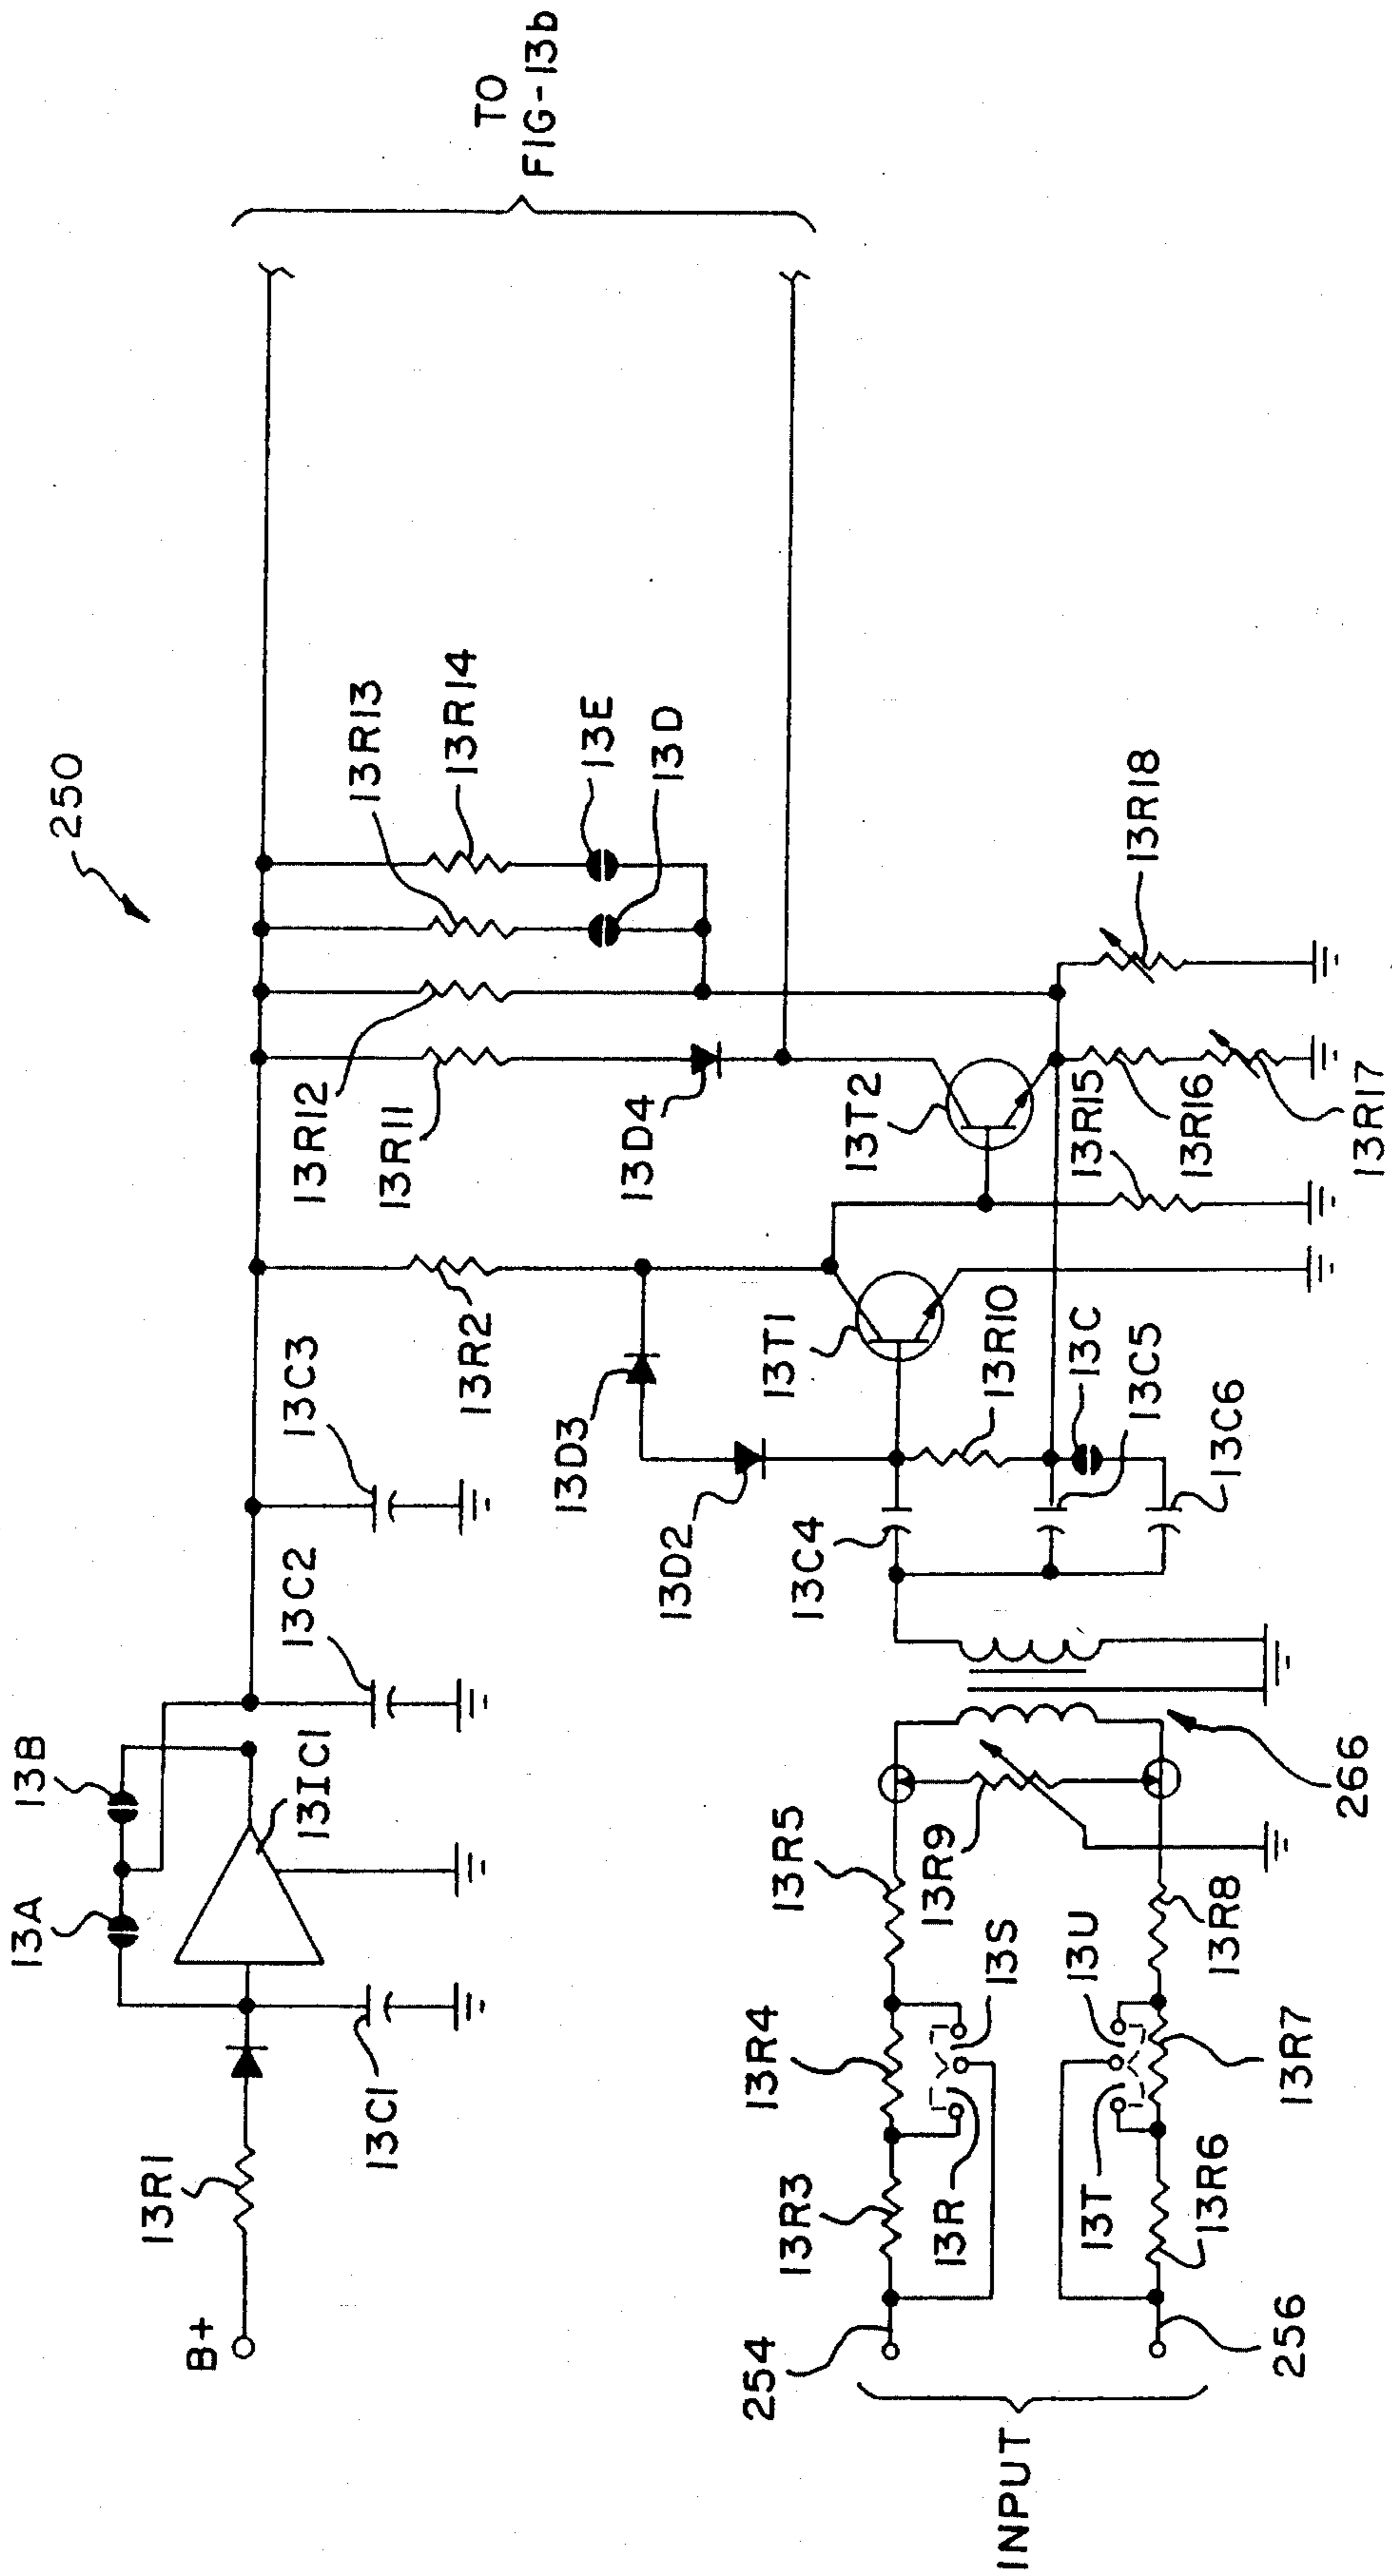 250
TO
FIG-13b
13A
13B
13IC1
13R1
B+
13C1
13C2
13C3
13R2
13R12
13R11
13R13
13R14
13E
13D
13D3
13D2
13D4
13T1
13T2
13R10
13C
13C5
13C6
13C4
13R15
13R16
13R17
13R18
INPUT
254
256
13R3
13R4
13R5
13R
13S
13R9
13T
13U
13R6
13R7
13R8
266